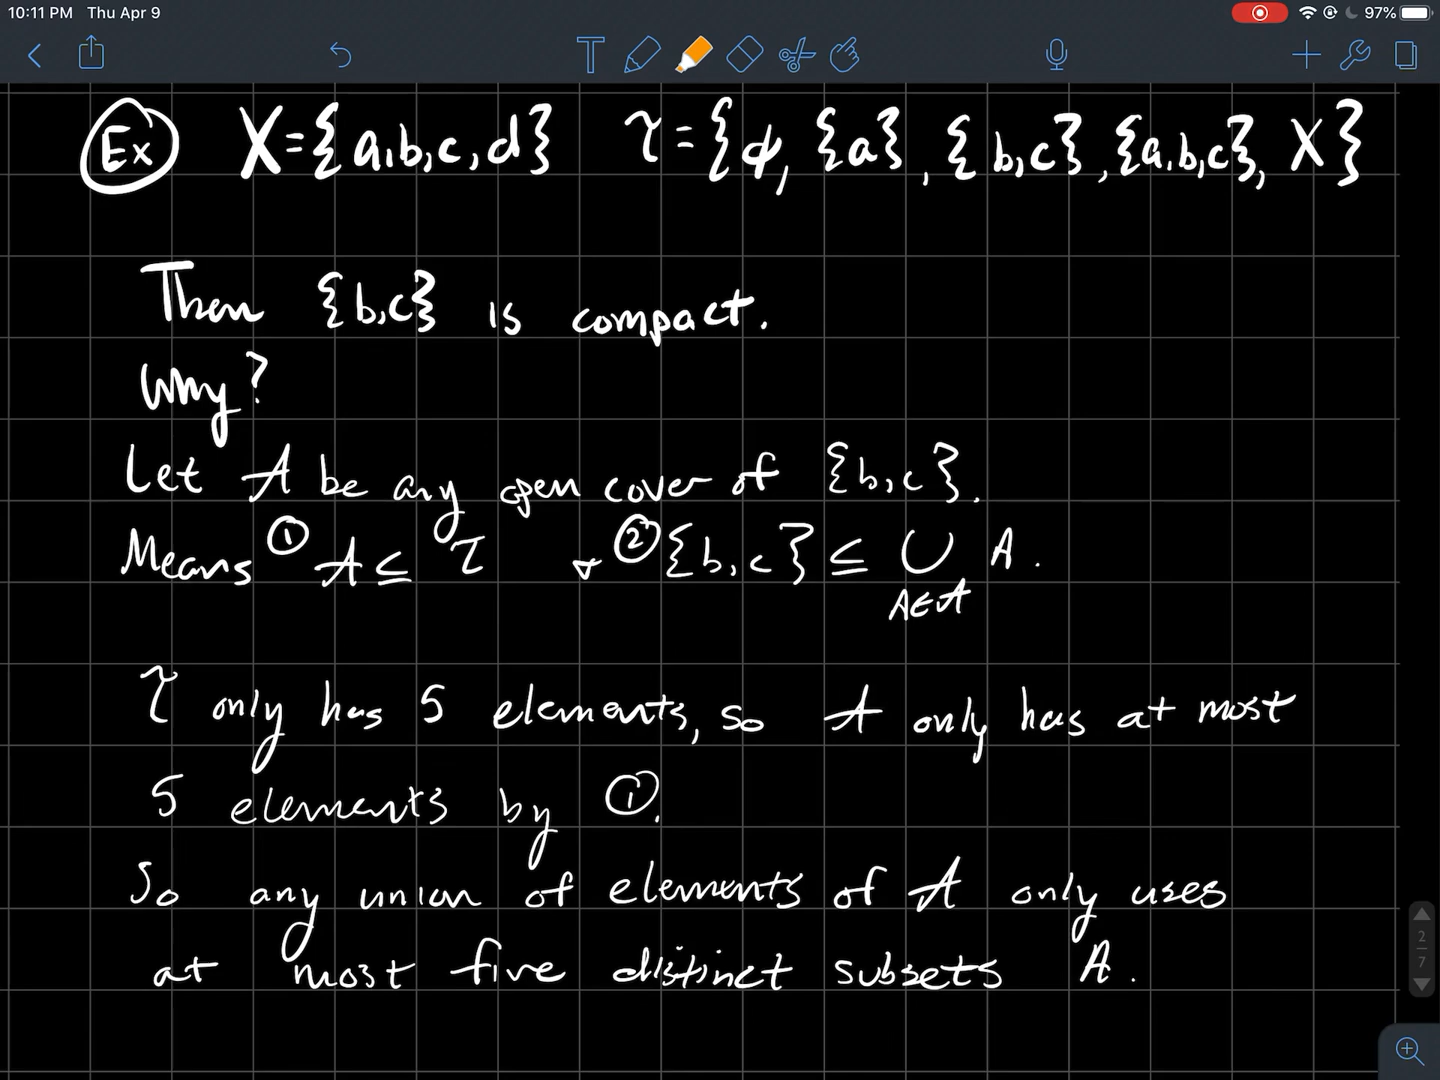 10:11 PM Thu Apr 9 97%
Ex X={a,b,c,d} τ={φ, {a}, {b,c}, {a,b,c}, X}
Then {b,c} is compact.
Why?
Let 𝒜 be any open cover of {b,c}.
Means ① 𝒜 ⊆ τ & ② {b,c} ⊆ ∪ A.
A∈𝒜
τ only has 5 elements, so 𝒜 only has at most
5 elements by ①.
So any union of elements of 𝒜 only uses
at most five distinct subsets A.
2
7